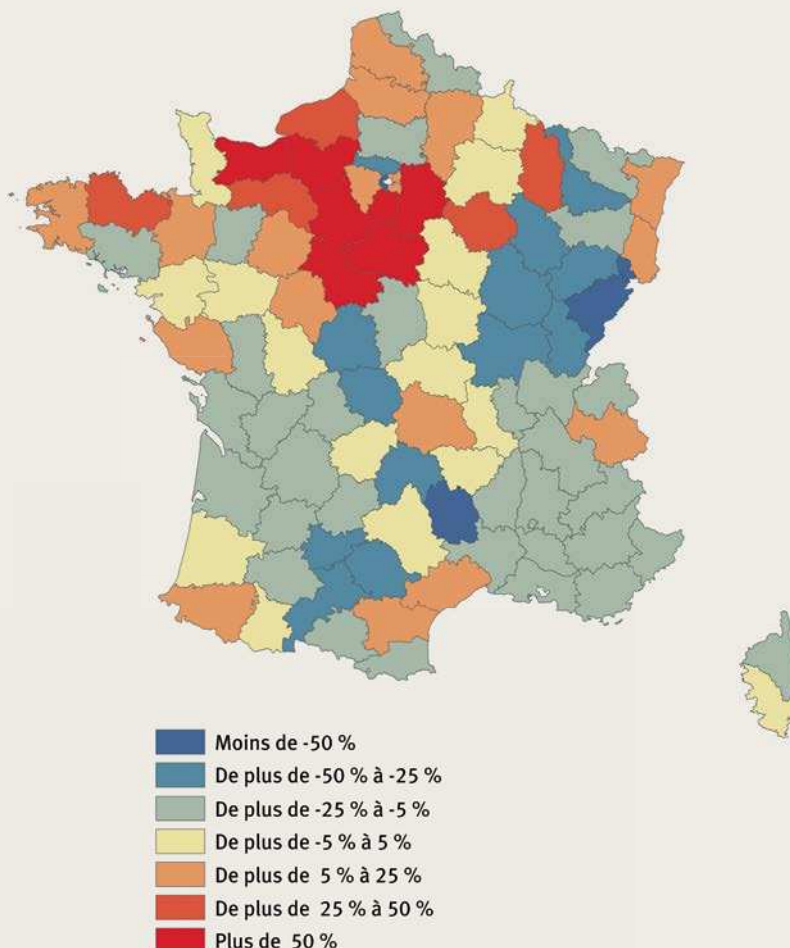 Moins de -50 %
De plus de -50 % à -25 %
De plus de -25 % à -5 %
De plus de -5 % à 5 %
De plus de 5 % à 25 %
De plus de 25 % à 50 %
Plus de 50 %